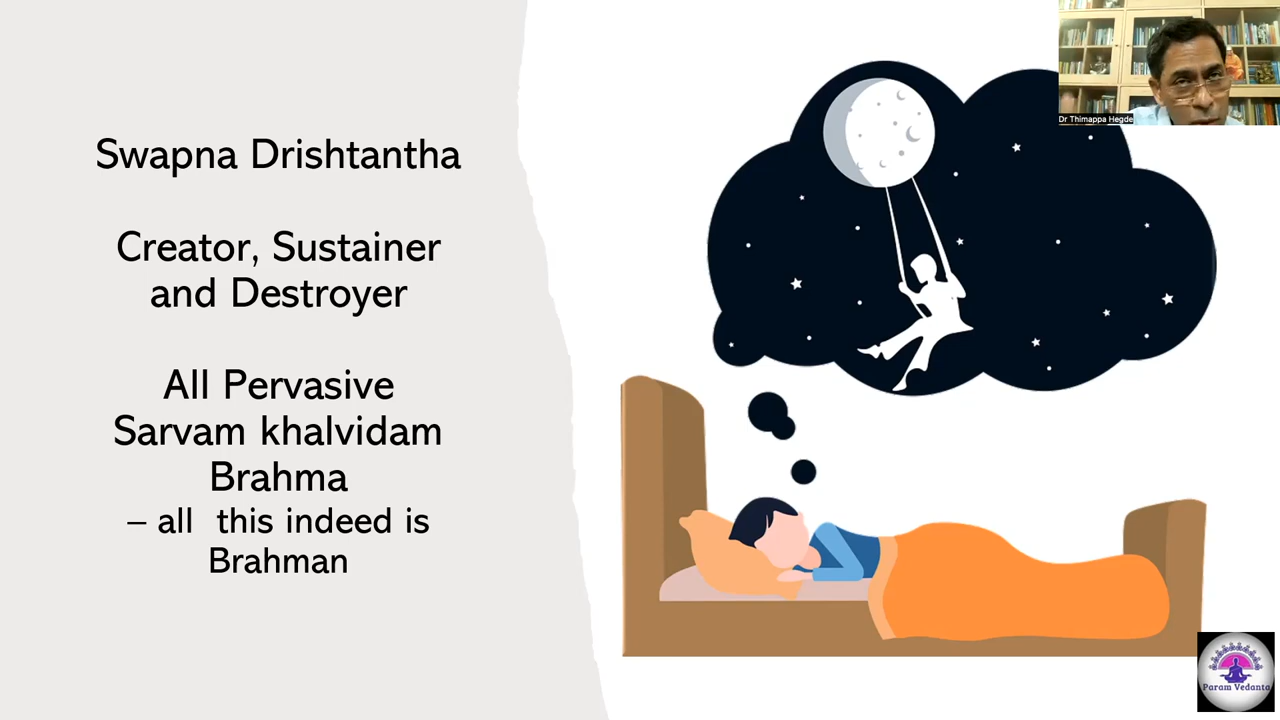 Swapna Drishtantha
Creator, Sustainer
and Destroyer
All Pervasive
Sarvam khalvidam
Brahma
– all this indeed is
Brahman
Dr Thimappa Hegde
Param Vedanta